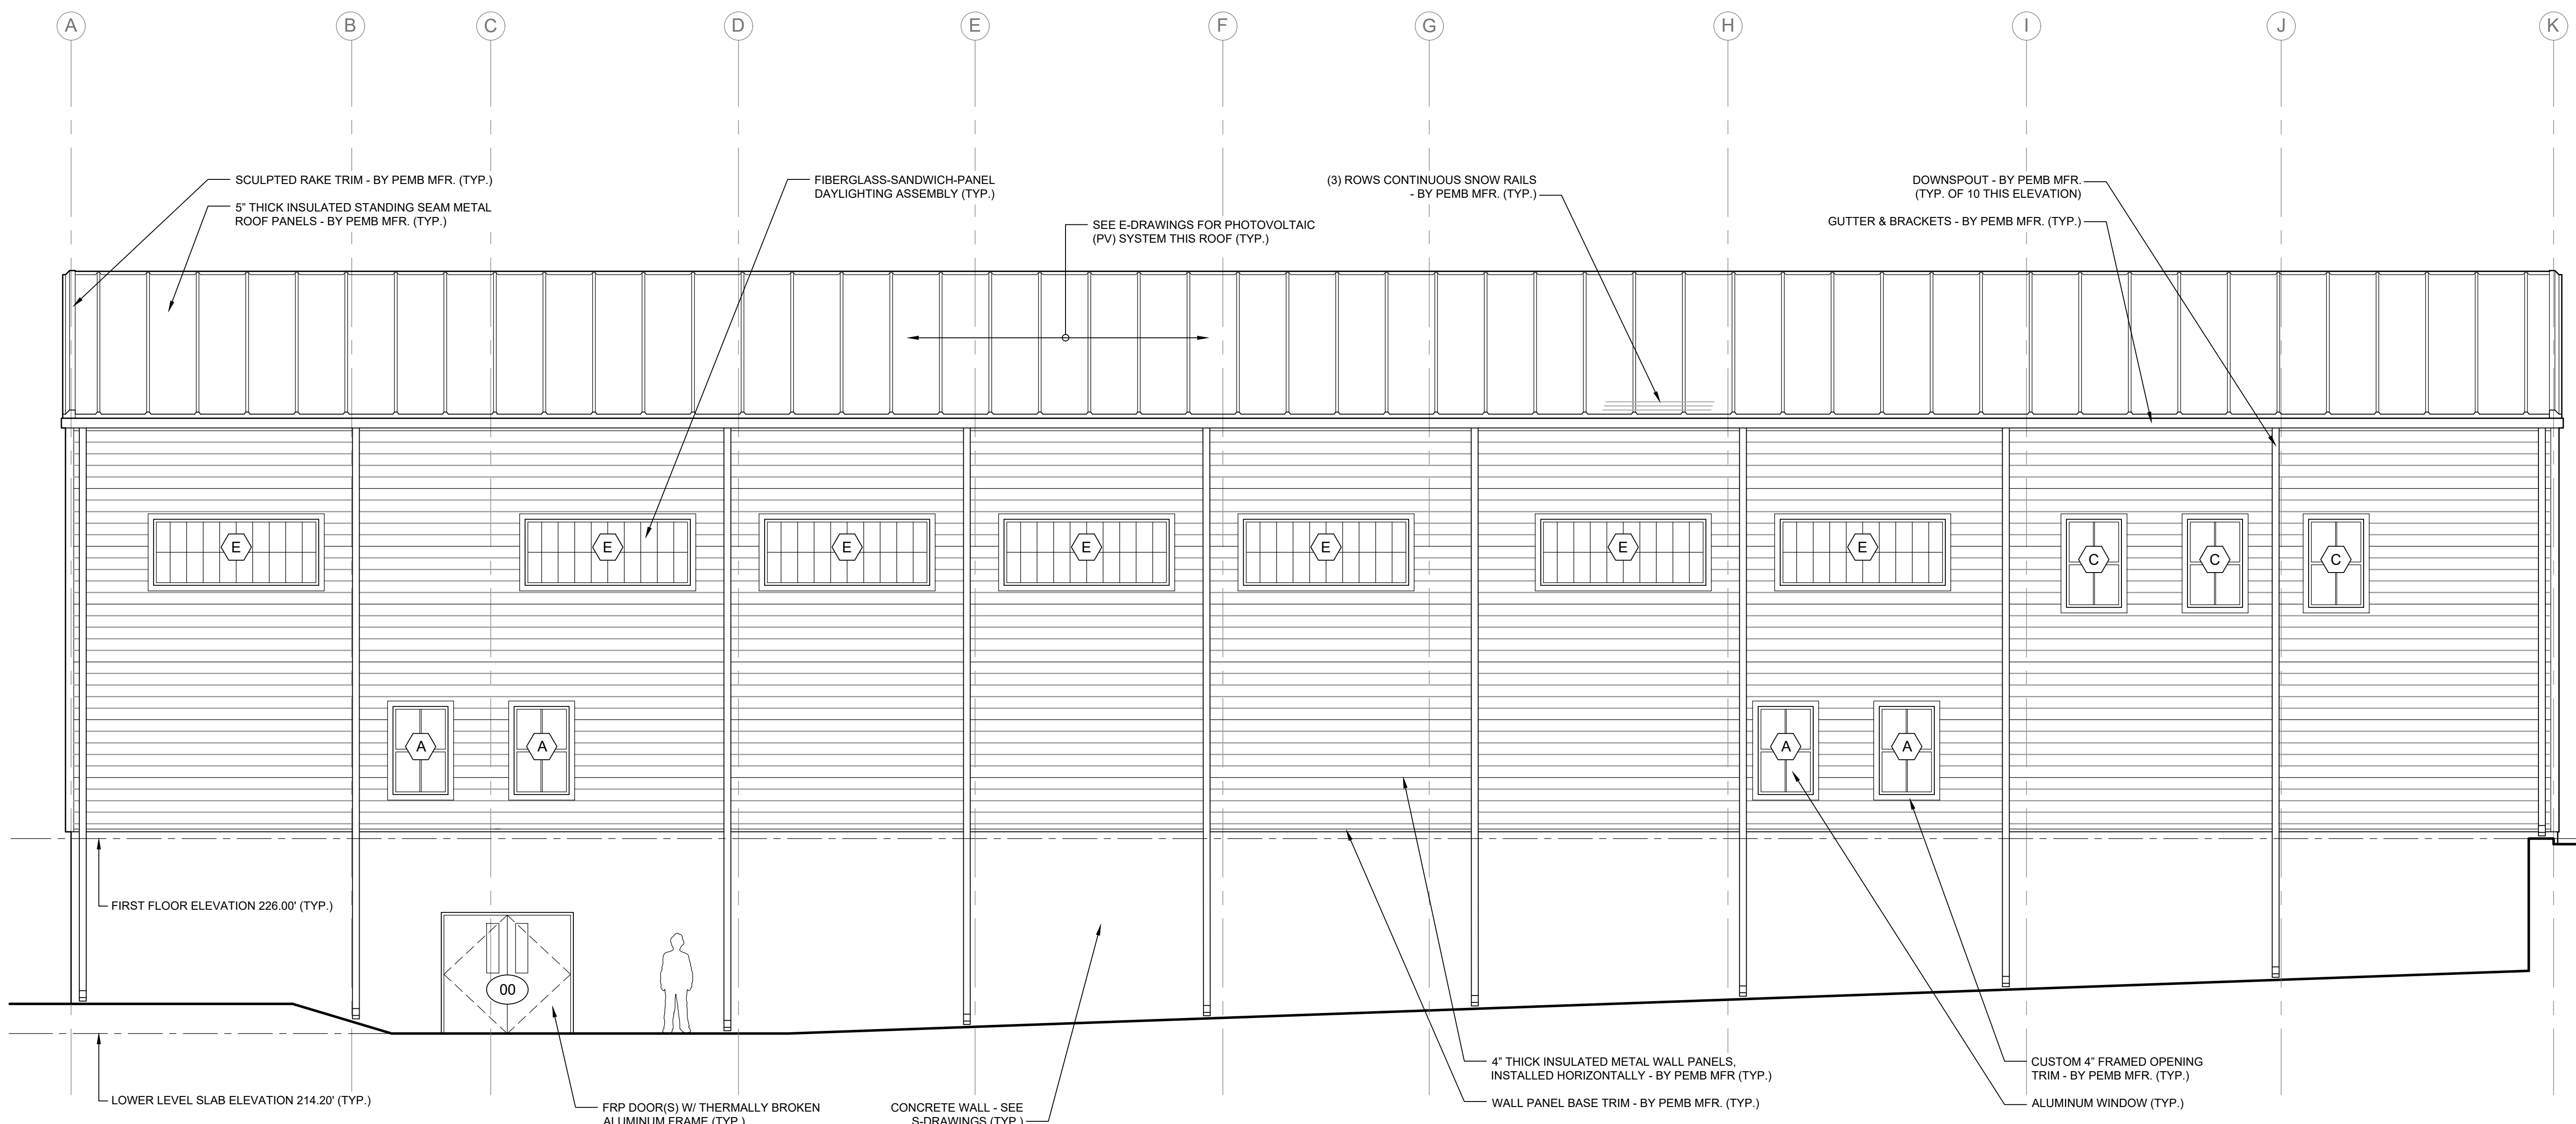 A B C D E F G H I J K
SCULPTED RAKE TRIM - BY PEMB MFR. (TYP.)
5" THICK INSULATED STANDING SEAM METAL
ROOF PANELS - BY PEMB MFR. (TYP.)
FIBERGLASS-SANDWICH-PANEL
DAYLIGHTING ASSEMBLY (TYP.)
SEE E-DRAWINGS FOR PHOTOVOLTAIC
(PV) SYSTEM THIS ROOF (TYP.)
(3) ROWS CONTINUOUS SNOW RAILS
- BY PEMB MFR. (TYP.)
DOWNSPOUT - BY PEMB MFR.
(TYP. OF 10 THIS ELEVATION)
GUTTER & BRACKETS - BY PEMB MFR. (TYP.)
E E E E E E E C C C
A A A A
FIRST FLOOR ELEVATION 226.00' (TYP.)
00
LOWER LEVEL SLAB ELEVATION 214.20' (TYP.)
FRP DOOR(S) W/ THERMALLY BROKEN
ALUMINUM FRAME (TYP.)
CONCRETE WALL - SEE
S-DRAWINGS (TYP.)
4" THICK INSULATED METAL WALL PANELS,
INSTALLED HORIZONTALLY - BY PEMB MFR (TYP.)
WALL PANEL BASE TRIM - BY PEMB MFR. (TYP.)
CUSTOM 4" FRAMED OPENING
TRIM - BY PEMB MFR. (TYP.)
ALUMINUM WINDOW (TYP.)